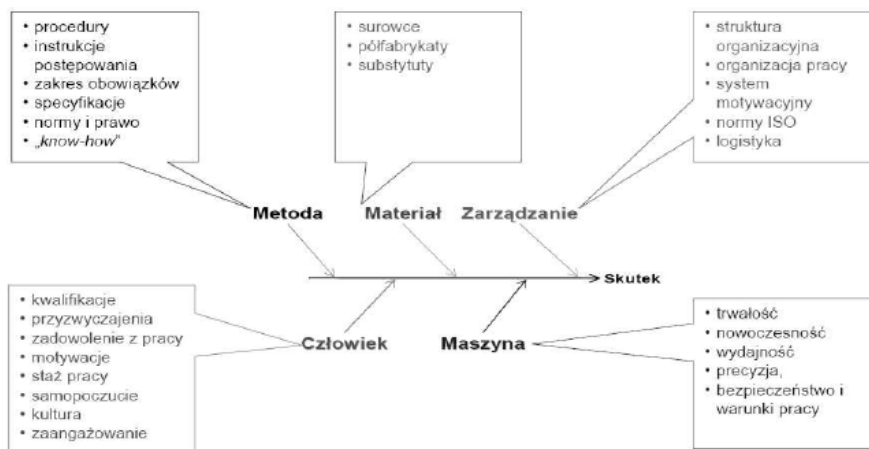 • procedury
• instrukcje
postępowania
• zakres obowiązków
• specyfikacje
• normy i prawo
• „know-how”
• surowce
• półfabrykaty
• substytuty
• struktura
organizacyjna
• organizacja pracy
• system
motywacyjny
• normy ISO
• logistyka
Metoda
Materiał
Zarządzanie
Skutek
• kwalifikacje
• przyzwyczajenia
• zadowolenie z pracy
• motywacje
• staż pracy
• samopoczucie
• kultura
• zaangażowanie
Człowiek
Maszyna
• trwałość
• nowoczesność
• wydajność
• precyzja,
• bezpieczeństwo i
warunki pracy